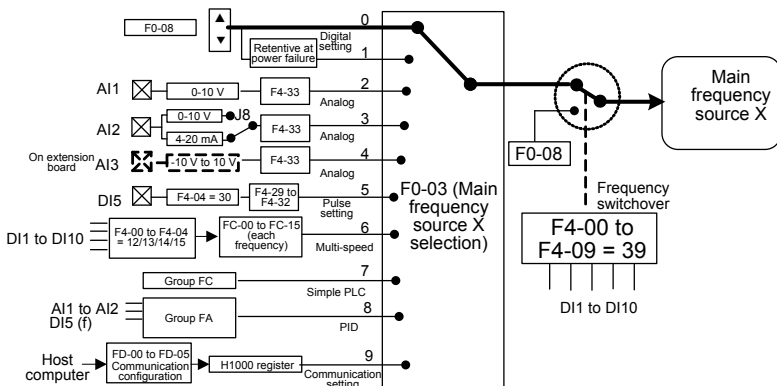 F0-08
0
Digital
setting
Retentive at
power failure
1
AI1
0-10 V
F4-33
2
Analog
AI2
0-10 V
J8
4-20 mA
F4-33
3
Analog
On extension
board
AI3
-10 V to 10 V
F4-33
4
Analog
DI5
F4-04 = 30
F4-29 to
F4-32
5
Pulse
setting
DI1 to DI10
F4-00 to F4-04
= 12/13/14/15
FC-00 to FC-15
(each
frequency)
6
Multi-speed
Group FC
7
Simple PLC
AI1 to AI2
DI5 (f)
Group FA
8
PID
Host
computer
FD-00 to FD-05
Communication
configuration
H1000 register
9
Communication
setting
F0-03 (Main
frequency
source X
selection)
F0-08
Main
frequency
source X
Frequency
switchover
F4-00 to
F4-09 = 39
DI1 to DI10